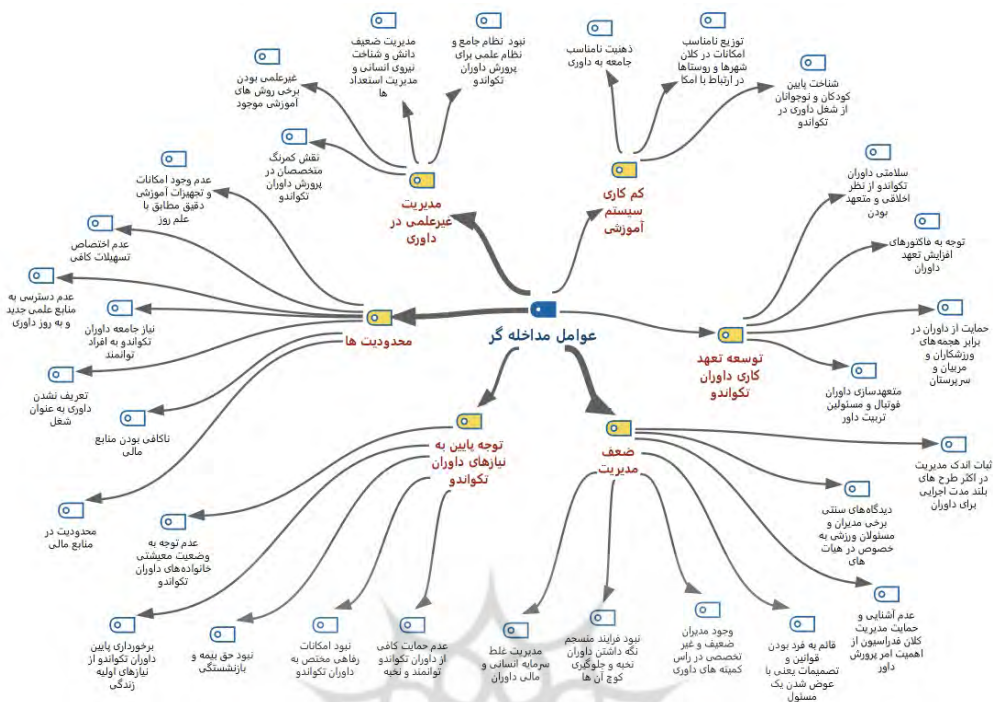 نبود نظام جامع و
نظام علمی برای
پرورش داوران
تکواندو
مدیریت ضعیف
دانش و شناخت
نیروی انسانی و
مدیریت استعداد
ها
غیرعلمی بودن
برخی روش های
آموزشی موجود
نقش کمرنگ
متخصصان در
پرورش داوران
تکواندو
مدیریت
غیرعلمی در
داوری
توزیع نامناسب
امکانات در کلان
شهرها و روستاها
در ارتباط با امکا
ذهنیت نامناسب
جامعه به داوری
شناخت پایین
کودکان و نوجوانان
از شغل داوری در
تکواندو
کم کاری
سیستم
آموزشی
سلامتی داوران
تکواندو از نظر
اخلاقی و متعهد
بودن
توجه به فاکتورهای
افزایش تعهد
داوران
حمایت از داوران در
برابر هجمه‌های
ورزشکاران و
مربیان و
سرپرستان
متعهدسازی داوران
فوتبال و مسئولین
تربیت داور
توسعه تعهد
کاری داوران
تکواندو
عوامل مداخله گر
عدم وجود امکانات
و تجهیزات آموزشی
دقیق مطابق با
علم روز
عدم اختصاص
تسهیلات کافی
عدم دسترسی به
منابع علمی جدید
و به روز داوری
نیاز جامعه داوران
تکواندو به افراد
توانمند
تعریف نشدن
داوری به عنوان
شغل
ناکافی بودن منابع
مالی
محدودیت در
منابع مالی
محدودیت ها
توجه پایین به
نیازهای داوران
تکواندو
عدم توجه به
وضعیت معیشتی
خانواده‌های داوران
تکواندو
برخورداری پایین
داوران تکواندو از
نیازهای اولیه
زندگی
نبود حق بیمه و
بازنشستگی
نبود امکانات
رفاهی مختص به
داوران تکواندو
عدم حمایت کافی
از داوران تکواندو
توانمند و نخبه
ضعف
مدیریت
ثبات اندک مدیریت
در اکثر طرح های
بلند مدت اجرایی
برای داوران
دیدگاه‌های سنتی
برخی مدیران و
مسئولان ورزشی به
خصوص در هیات
های
عدم آشنایی و
حمایت مدیریت
کلان فدراسیون از
اهمیت امر پرورش
داور
قائم به فرد بودن
قوانین و
تصمیمات یعنی با
عوض شدن یک
مسئول
وجود مدیران
ضعیف و غیر
تخصصی در راس
کمیته های داوری
نبود فرایند منسجم
نگه داشتن داوران
نخبه و جلوگیری
کوچ آن ها
مدیریت غلط
سرمایه انسانی و
مالی داوران